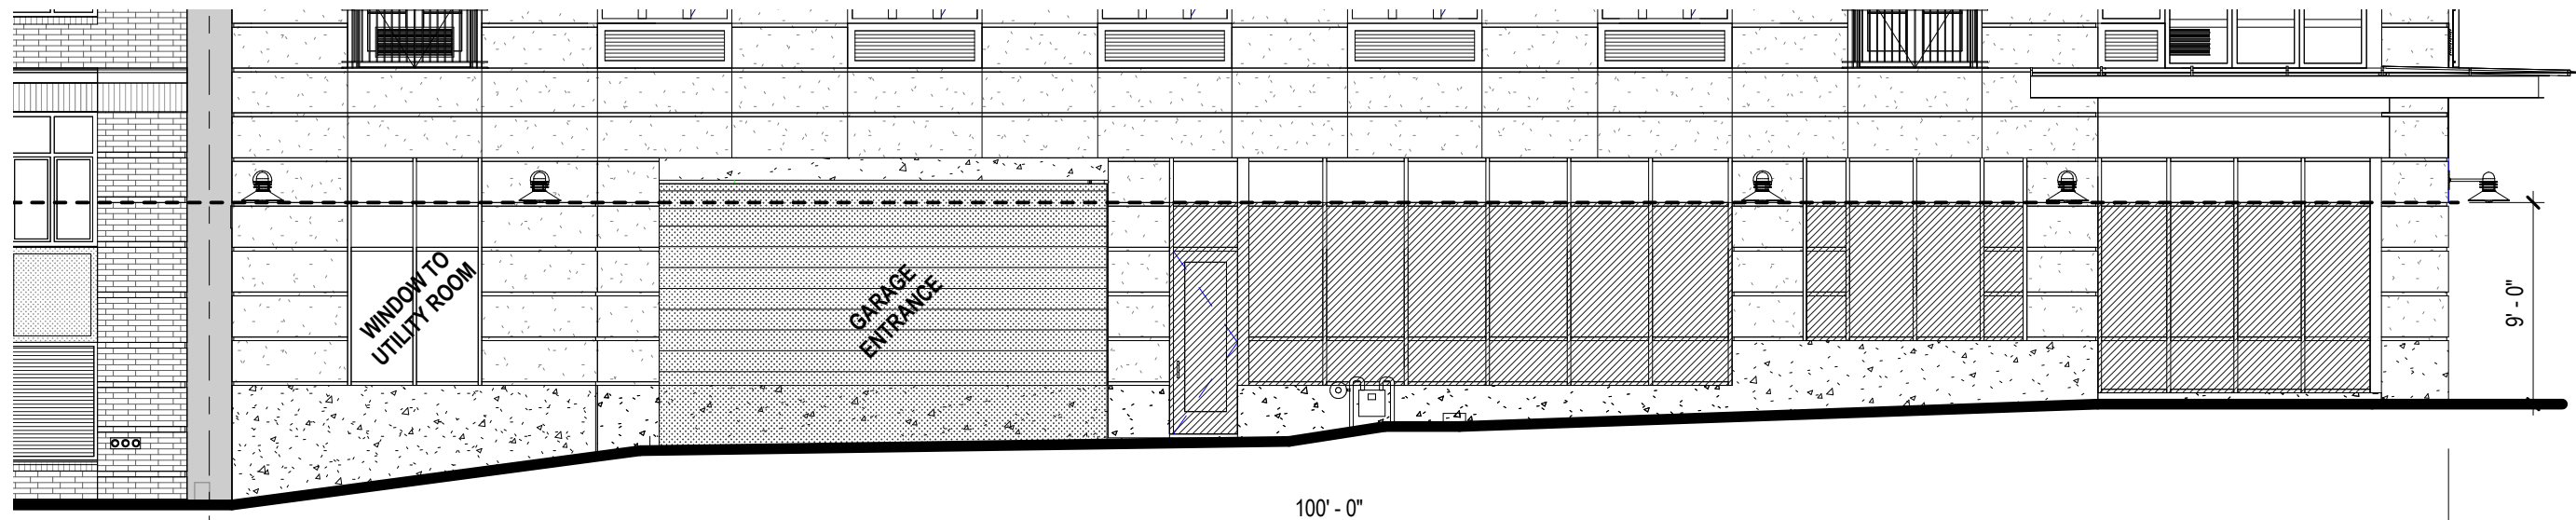 WINDOW TO
UTILITY ROOM
GARAGE
ENTRANCE
9' - 0"
100' - 0"